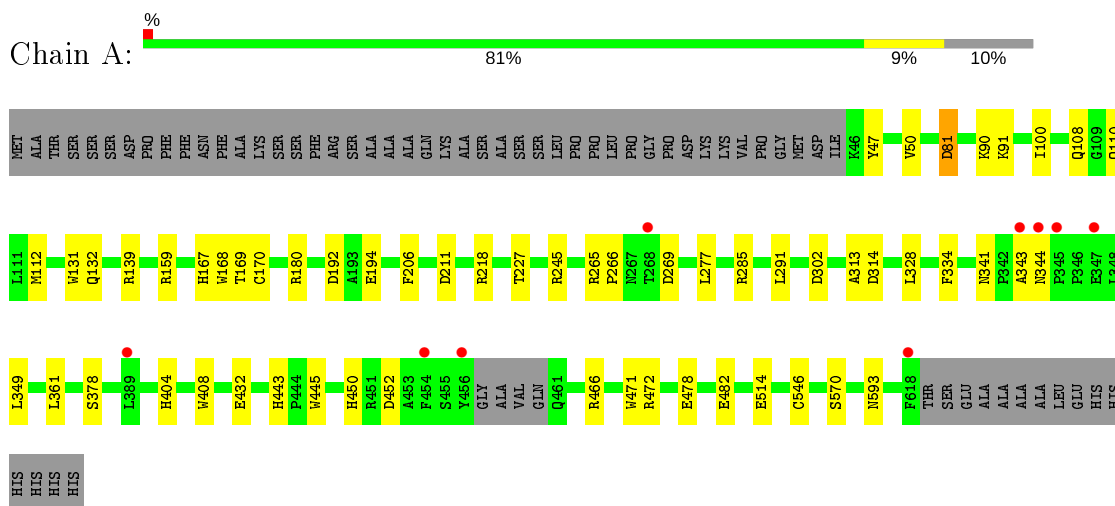 %
Chain A:
81% 9% 10%
MET ALA THR SER SER SER ASP PRO PHE PHE ASN PHE ALA LYS SER SER PHE ARG SER ALA ALA ALA GLN LYS ALA SER ALA SER SER LEU PRO PRO LEU PRO GLY PRO ASP LYS LYS VAL PRO GLY MET ASP ILE K46 Y47 V50 D81 K90 K91 I100 Q108 G109
L111 M112 W131 Q132 R139 R159 H167 W168 T169 C170 R180 D192 A193 E194 F206 D211 R218 T227 R245 R265 P266 N267 T268 D269 L277 R285 L291 D302 A313 D314 L328 F334 N341 P342 A343 N344 P345 P346 E347 L348
L349 L361 S378 L389 H404 W408 E432 H443 P444 W445 H450 R451 D452 A453 F454 S455 Y456 GLY ALA VAL GLN Q461 R466 W471 R472 E478 E482 E514 C546 S570 N593 F618 THR SER GLU ALA ALA ALA ALA LEU GLU HIS HIS
HIS HIS HIS HIS